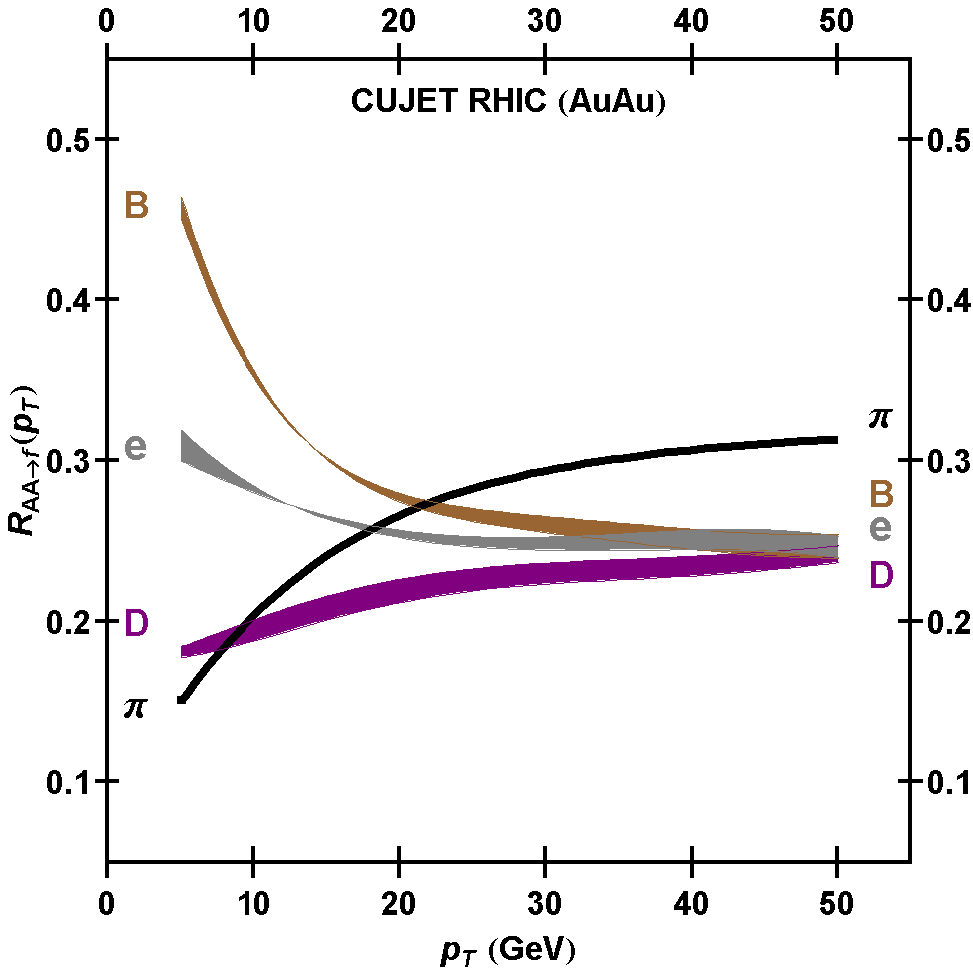 0 10 20 30 40 50
CUJET RHIC (AuAu)
0.5 0.5
B
0.4 0.4
π
e 0.3 0.3
B
e
D 0.2 0.2
D
π
0.1 0.1
R_{AA→f}(p_T)
0 10 20 30 40 50
p_T (GeV)